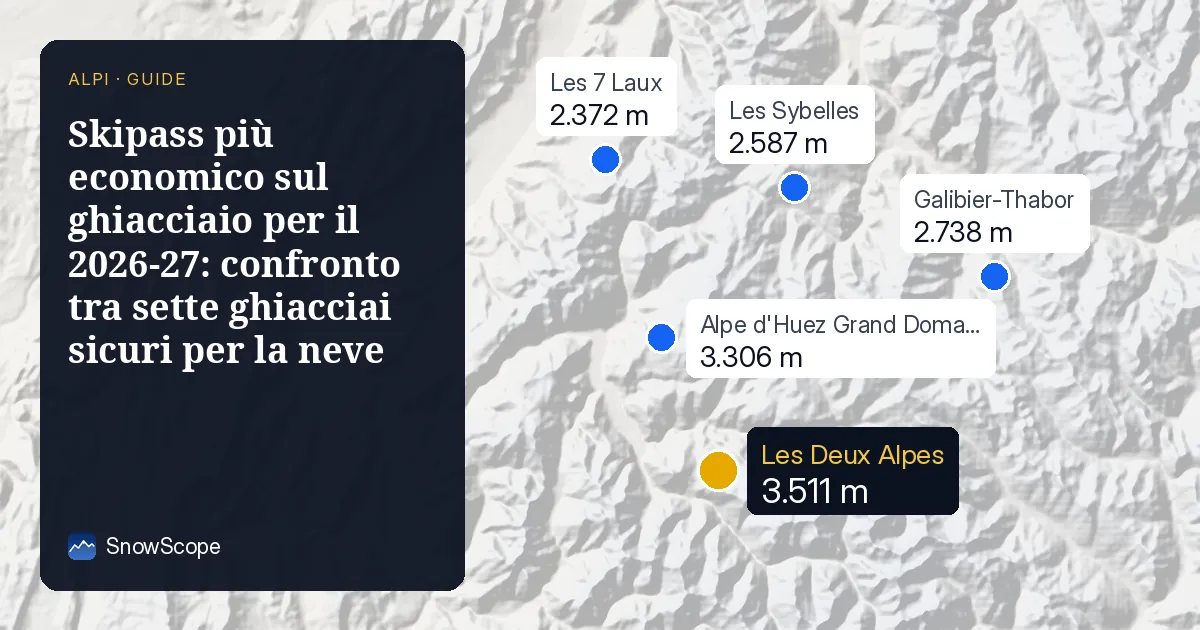 ALPI · GUIDE
Skipass più
economico sul
ghiacciaio per il
2026-27: confronto
tra sette ghiacciai
sicuri per la neve
SnowScope
Les 7 Laux
2.372 m
Les Sybelles
2.587 m
Galibier-Thabor
2.738 m
Alpe d'Huez Grand Doma...
3.306 m
Les Deux Alpes
3.511 m